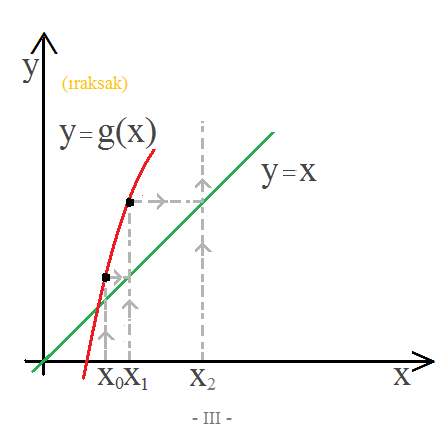 y
(ıraksak)
y=g(x)
y=x
x₀x₁ x₂ x
- III -